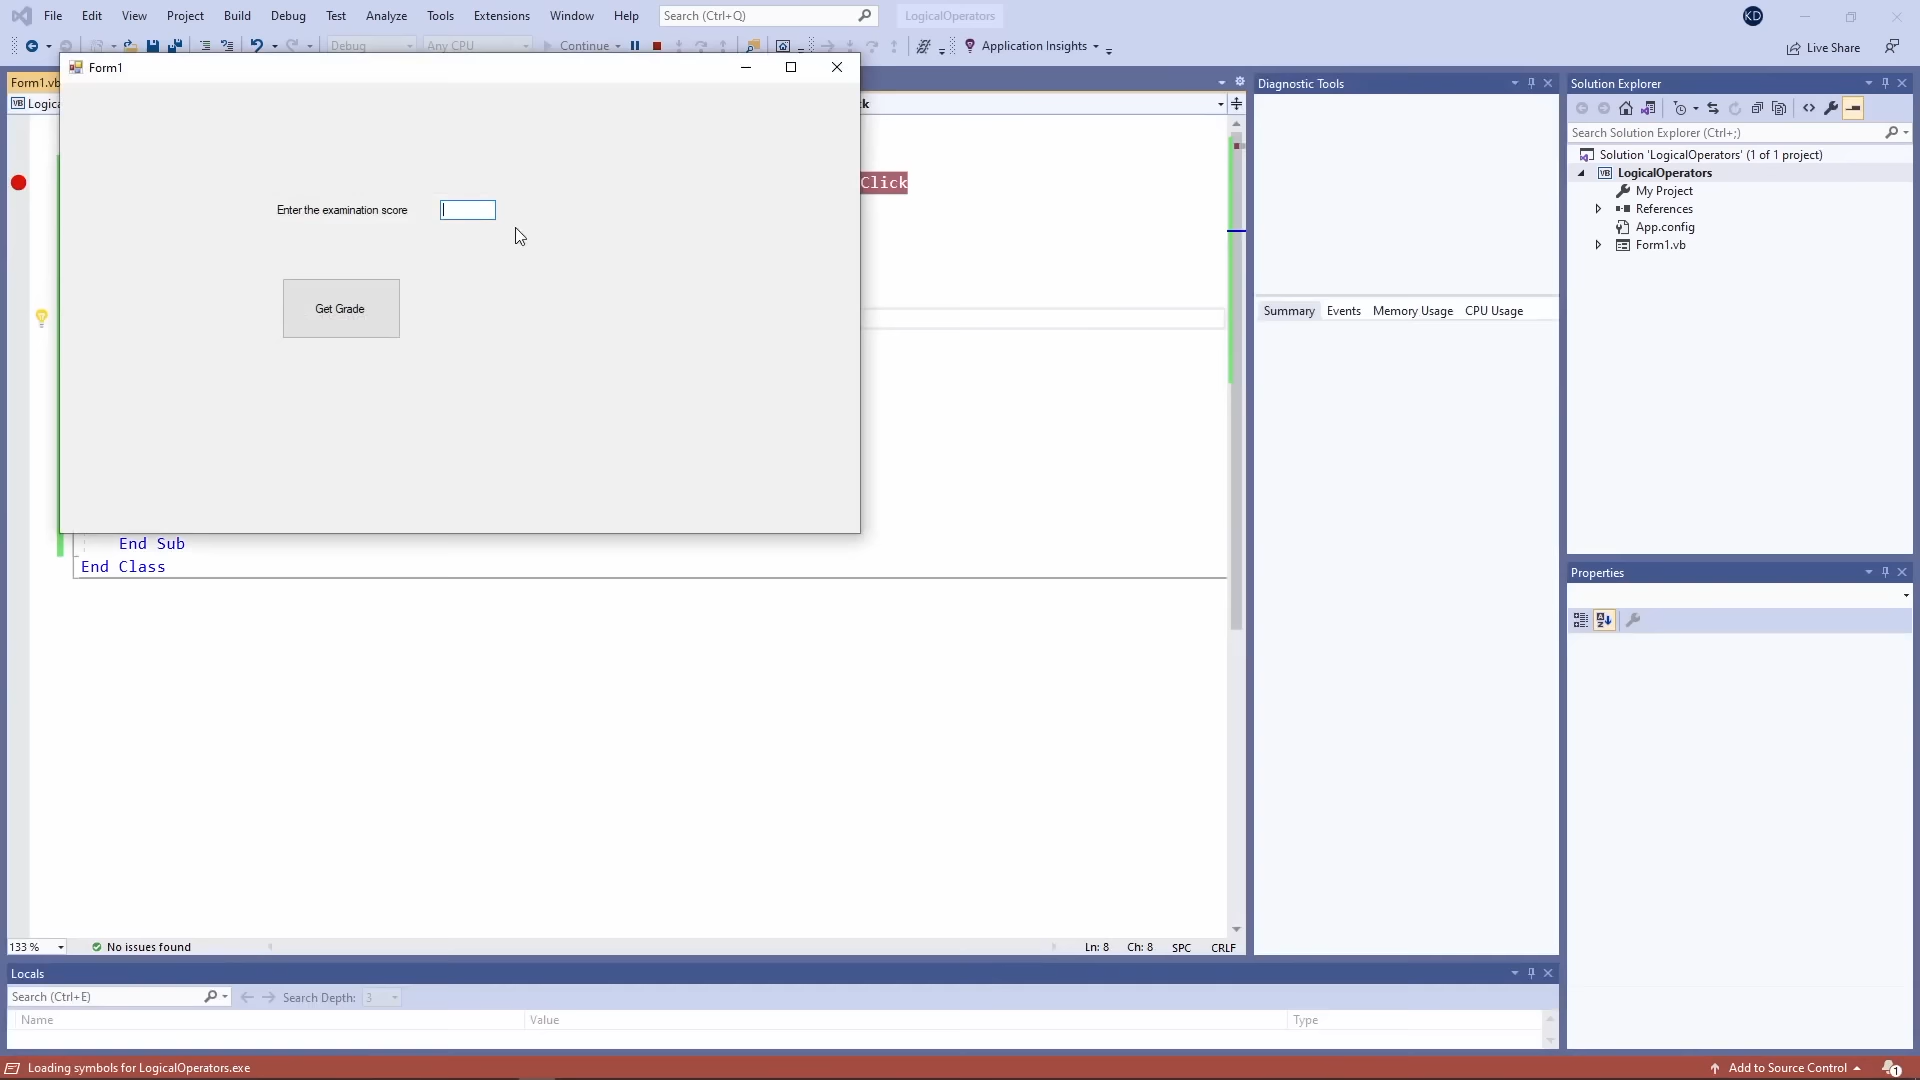 File Edit View Project Build Debug Test Analyze Tools Extensions Window Help Search (Ctrl+Q) LogicalOperators KD
Debug Any CPU Continue Application Insights Live Share
Form1.vb
Form1
Logica
ck
Click
Enter the examination score
Get Grade
End Sub
End Class
133 % No issues found Ln: 8 Ch: 8 SPC CRLF
Diagnostic Tools
Summary Events Memory Usage CPU Usage
Solution Explorer
Search Solution Explorer (Ctrl+;)
Solution 'LogicalOperators' (1 of 1 project)
VB LogicalOperators
My Project
References
App.config
Form1.vb
Properties
Locals
Search (Ctrl+E) Search Depth: 3
Name Value Type
Loading symbols for LogicalOperators.exe Add to Source Control 1